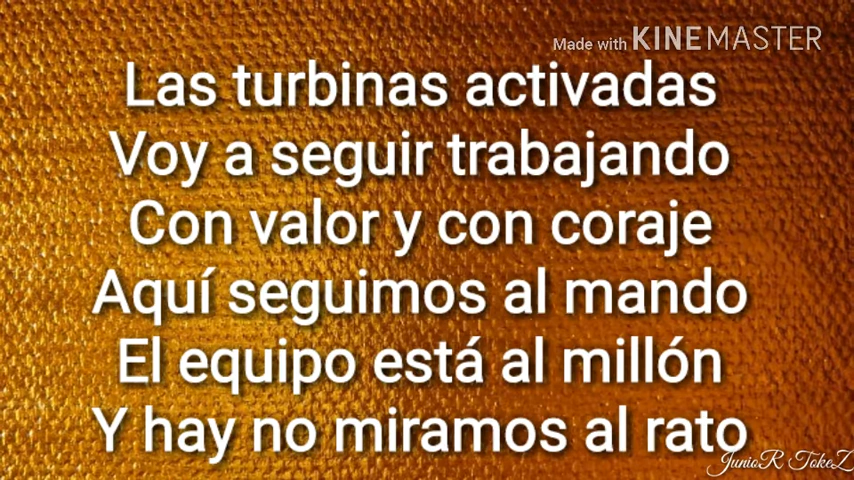 Made with KINEMASTER
Las turbinas activadas
Voy a seguir trabajando
Con valor y con coraje
Aquí seguimos al mando
El equipo está al millón
Y hay no miramos al rato
JunioR TokeZ